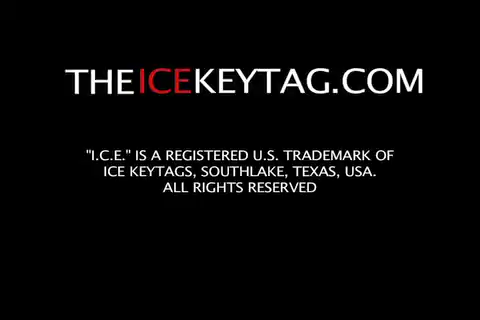 THEICEKEYTAG.COM
"I.C.E." IS A REGISTERED U.S. TRADEMARK OF
ICE KEYTAGS, SOUTHLAKE, TEXAS, USA.
ALL RIGHTS RESERVED